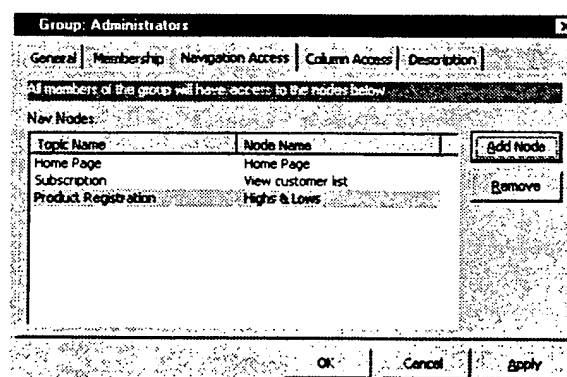 Group: Administrators
General Membership Navigation Access Column Access Description
All members of the group will have access to the nodes below
Nav Nodes:
Topic Name Node Name
Home Page Home Page
Subscription View customer list
Product Registration Highs & Lows
Add Node
Remove
OK Cancel Apply